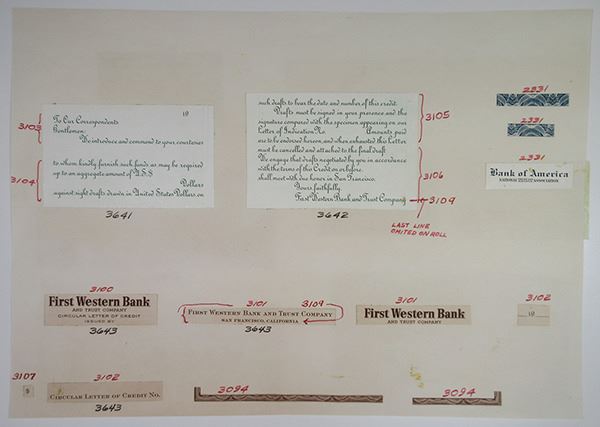 19
To Our Correspondents
Gentlemen:
We introduce and commend to your courtesies
to whom kindly furnish such funds as may be required
up to an aggregate amount of U.S.$
Dollars
against sight drafts drawn in United States Dollars, on
3103
3104
3641
such drafts to bear the date and number of this credit.
Drafts must be signed in your presence and the
signature compared with the specimen appearing on our
Letter of Indication No. Amounts paid
are to be endorsed hereon, and when exhausted this Letter
must be cancelled and attached to the final draft.
We engage that drafts negotiated by you in accordance
with the terms of this Credit on or before
shall meet with due honor in San Francisco.
Yours faithfully,
First Western Bank and Trust Company
3105
3106
3109
3642
LAST LINE
OMITED ON ROLL
2331
2331
Bank of America
NATIONAL TRUST AND SAVINGS ASSOCIATION
3100
First Western Bank
AND TRUST COMPANY
CIRCULAR LETTER OF CREDIT
ISSUED BY
3643
3101 3109
FIRST WESTERN BANK AND TRUST COMPANY
SAN FRANCISCO, CALIFORNIA
3643
3101
First Western Bank
AND TRUST COMPANY
3102
19
3107
$
3102
CIRCULAR LETTER OF CREDIT NO.
3643
3094
3094